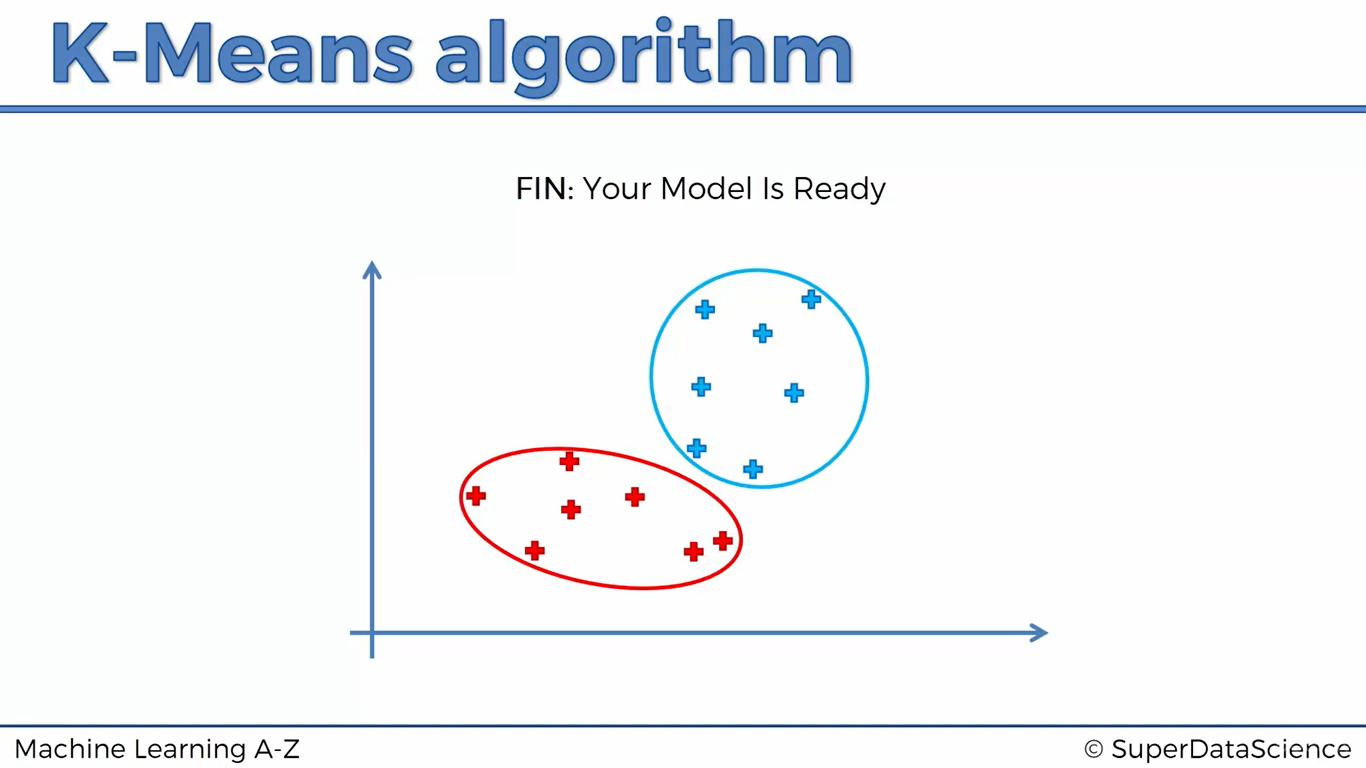 K-Means algorithm
FIN: Your Model Is Ready
Machine Learning A-Z
© SuperDataScience